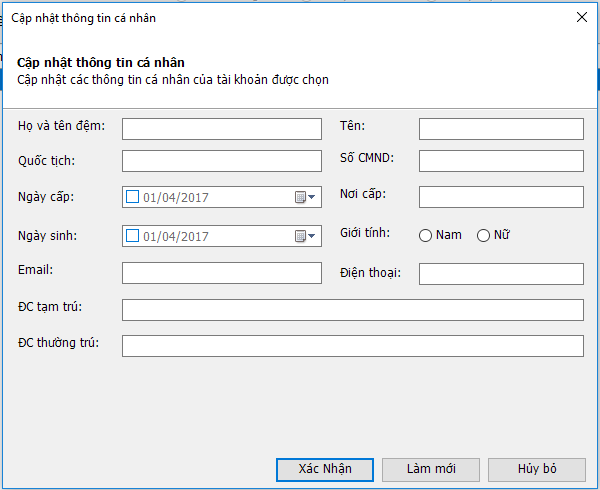 Cập nhật thông tin cá nhân
Cập nhật thông tin cá nhân
Cập nhật các thông tin cá nhân của tài khoản được chọn
Họ và tên đệm: Tên:
Quốc tịch: Số CMND:
Ngày cấp: 01/04/2017 Nơi cấp:
Ngày sinh: 01/04/2017 Giới tính: Nam Nữ
Email: Điện thoại:
ĐC tạm trú:
ĐC thường trú:
Xác Nhận Làm mới Hủy bỏ